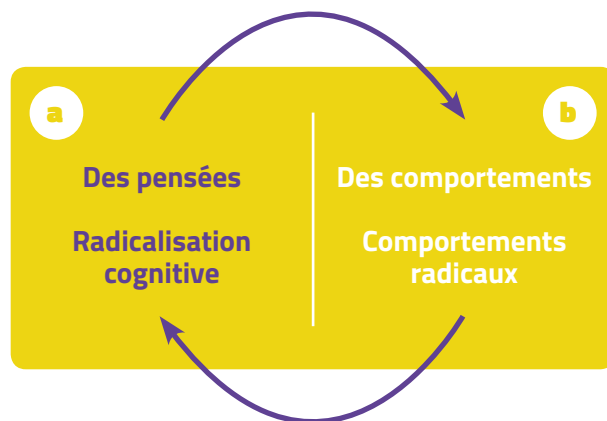 a
b
Des pensées
Des comportements
Radicalisation
cognitive
Comportements
radicaux